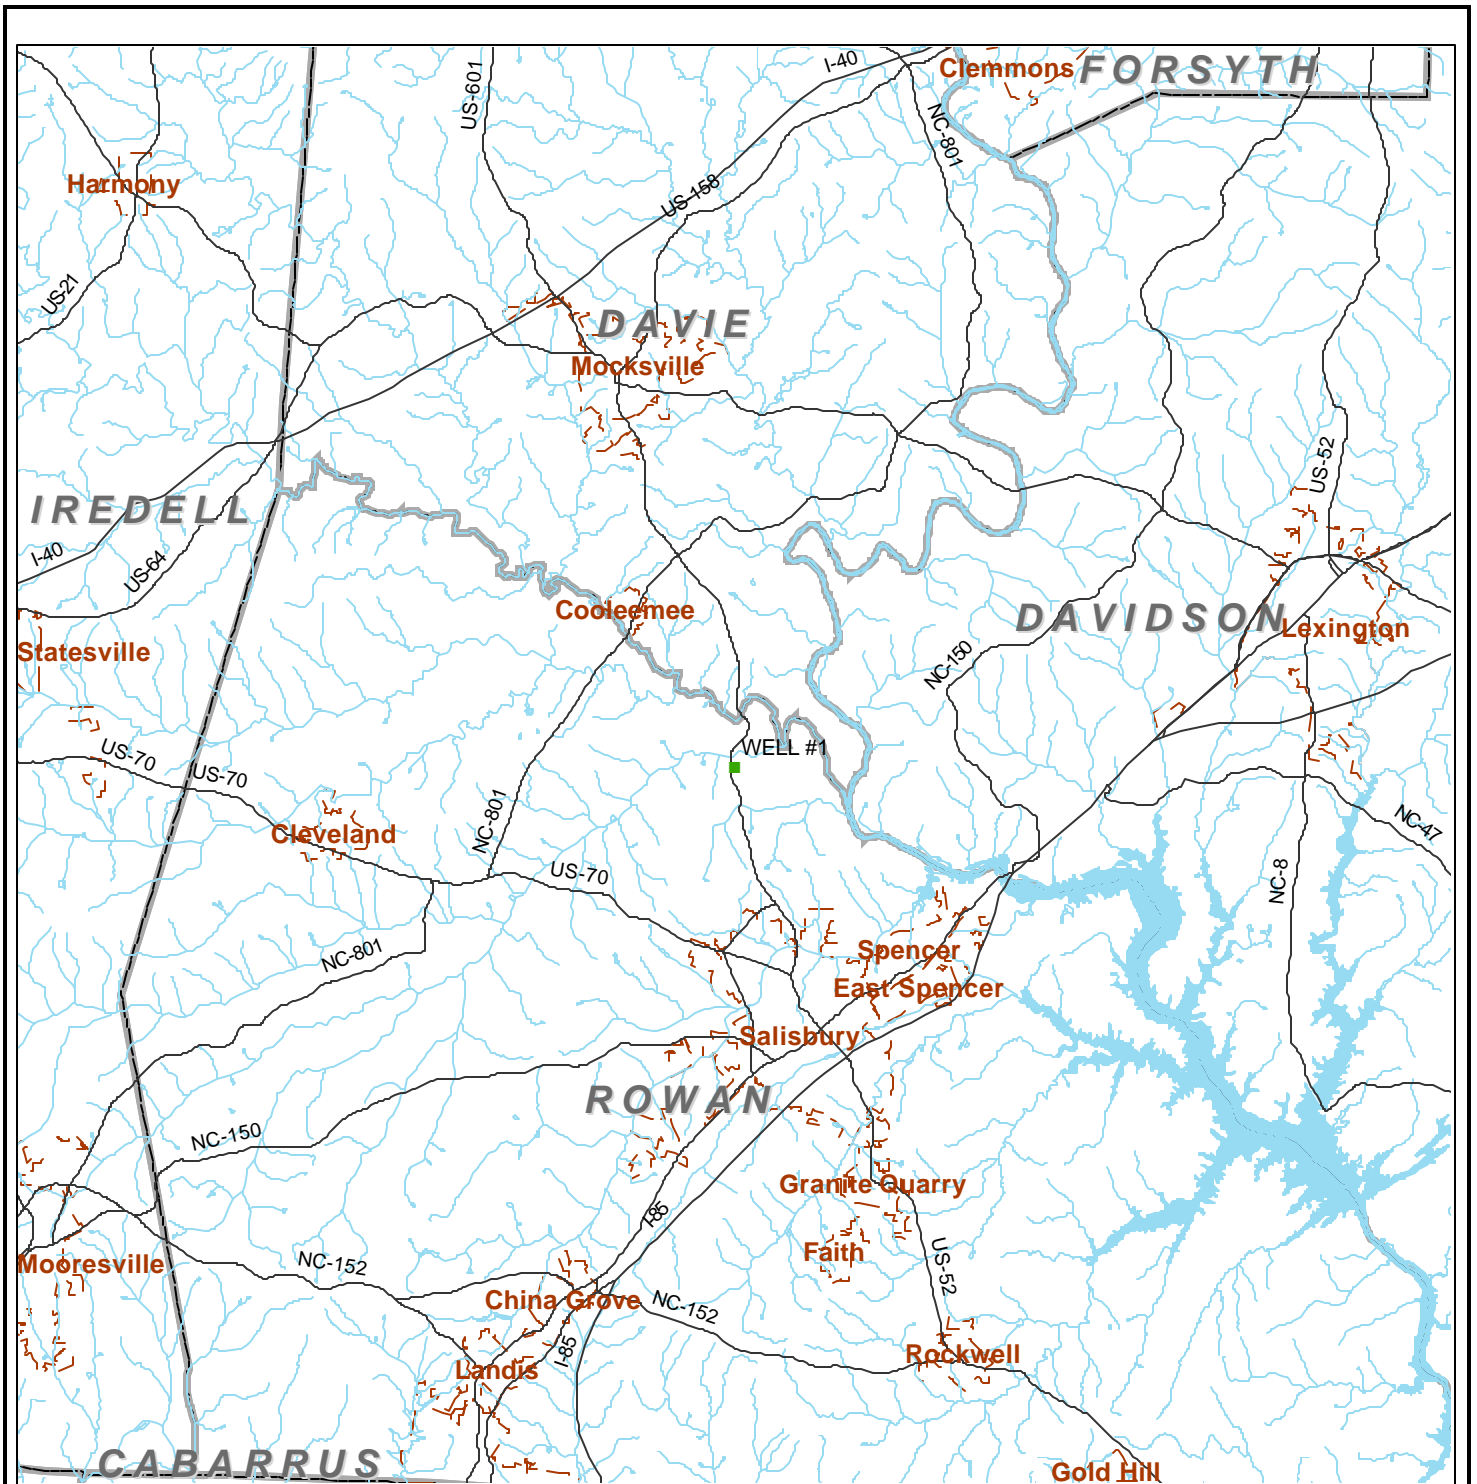 I-40
Clemmons
FORSYTH
US-601
NC-801
Harmony
US-158
US-21
DAVIE
Mocksville
US-52
IREDELL
I-40
US-64
Cooleemee
DAVIDSON
Lexington
Statesville
NC-150
WELL #1
US-70
US-70
NC-801
Cleveland
NC-47
US-70
NC-8
NC-801
Spencer
East Spencer
Salisbury
ROWAN
NC-150
Granite Quarry
I-85
Faith
Mooresville
NC-152
US-52
China Grove
NC-152
I-85
Rockwell
Landis
CABARRUS
Gold Hill